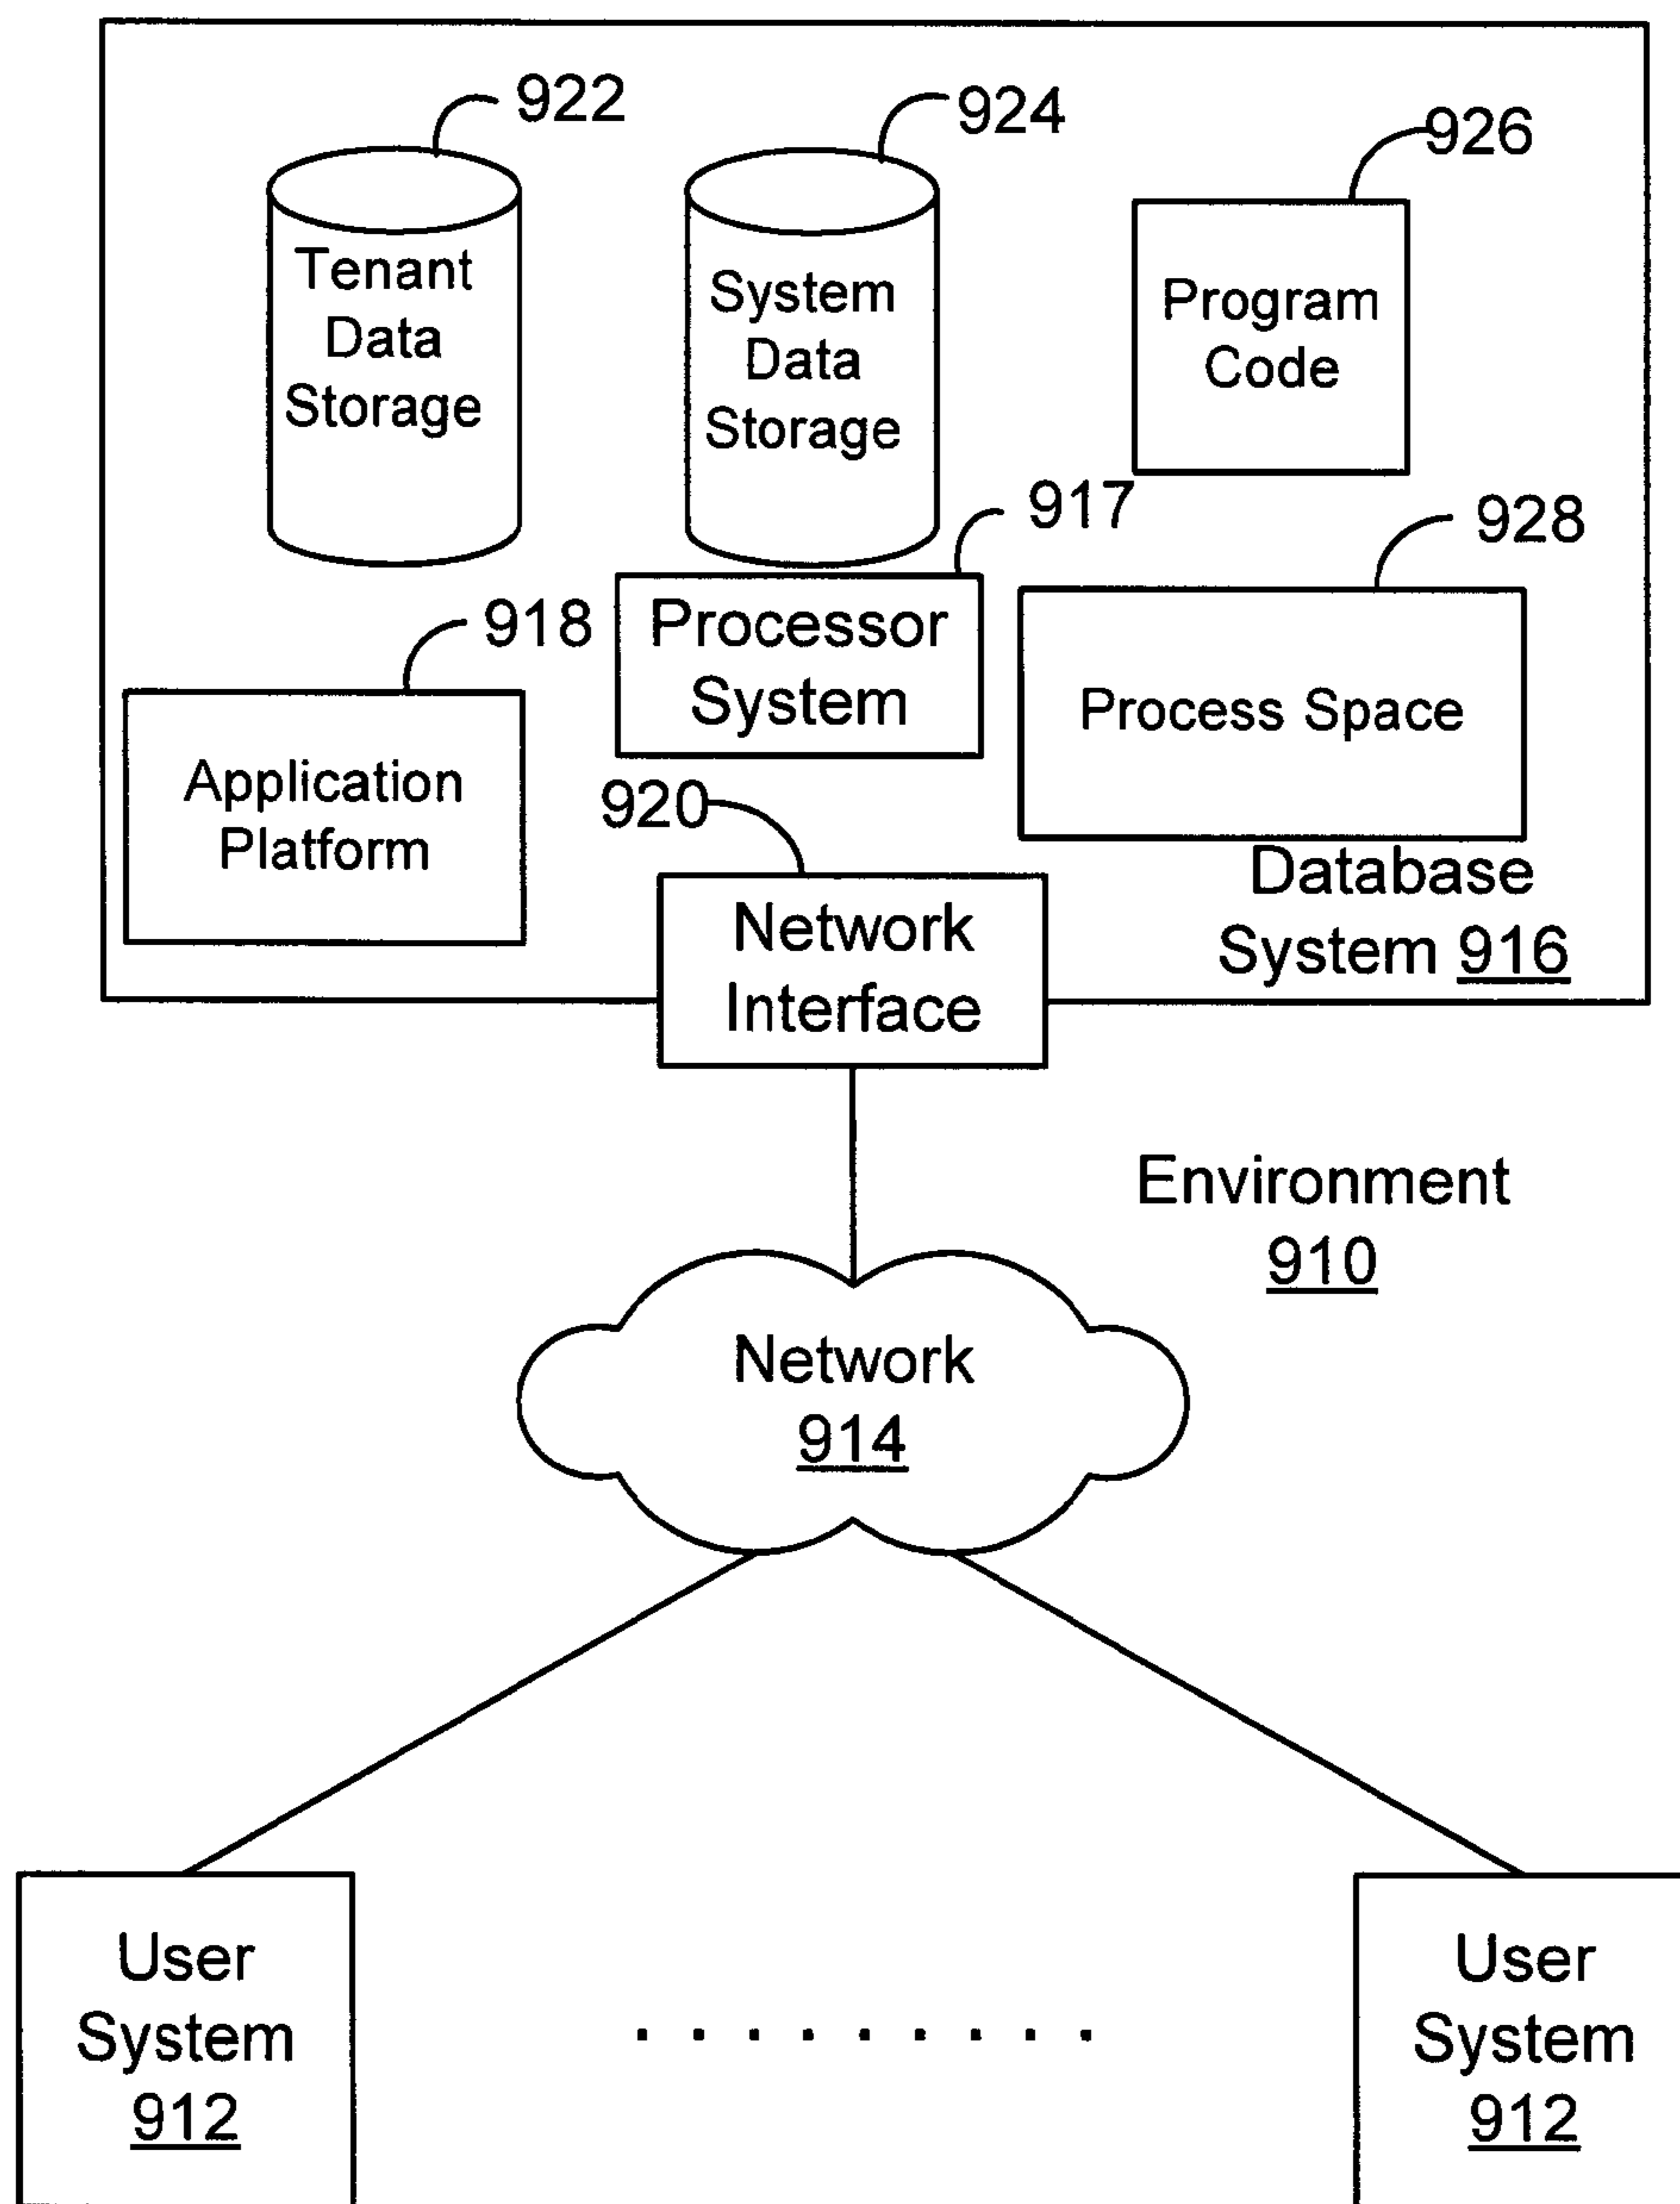 922
924
926
Tenant
Data
Storage
System
Data
Storage
Program
Code
917
928
918
Processor
System
Process Space
Application
Platform
920
Network
Interface
Database
System 916
Environment
910
Network
914
User
System
912
User
System
912